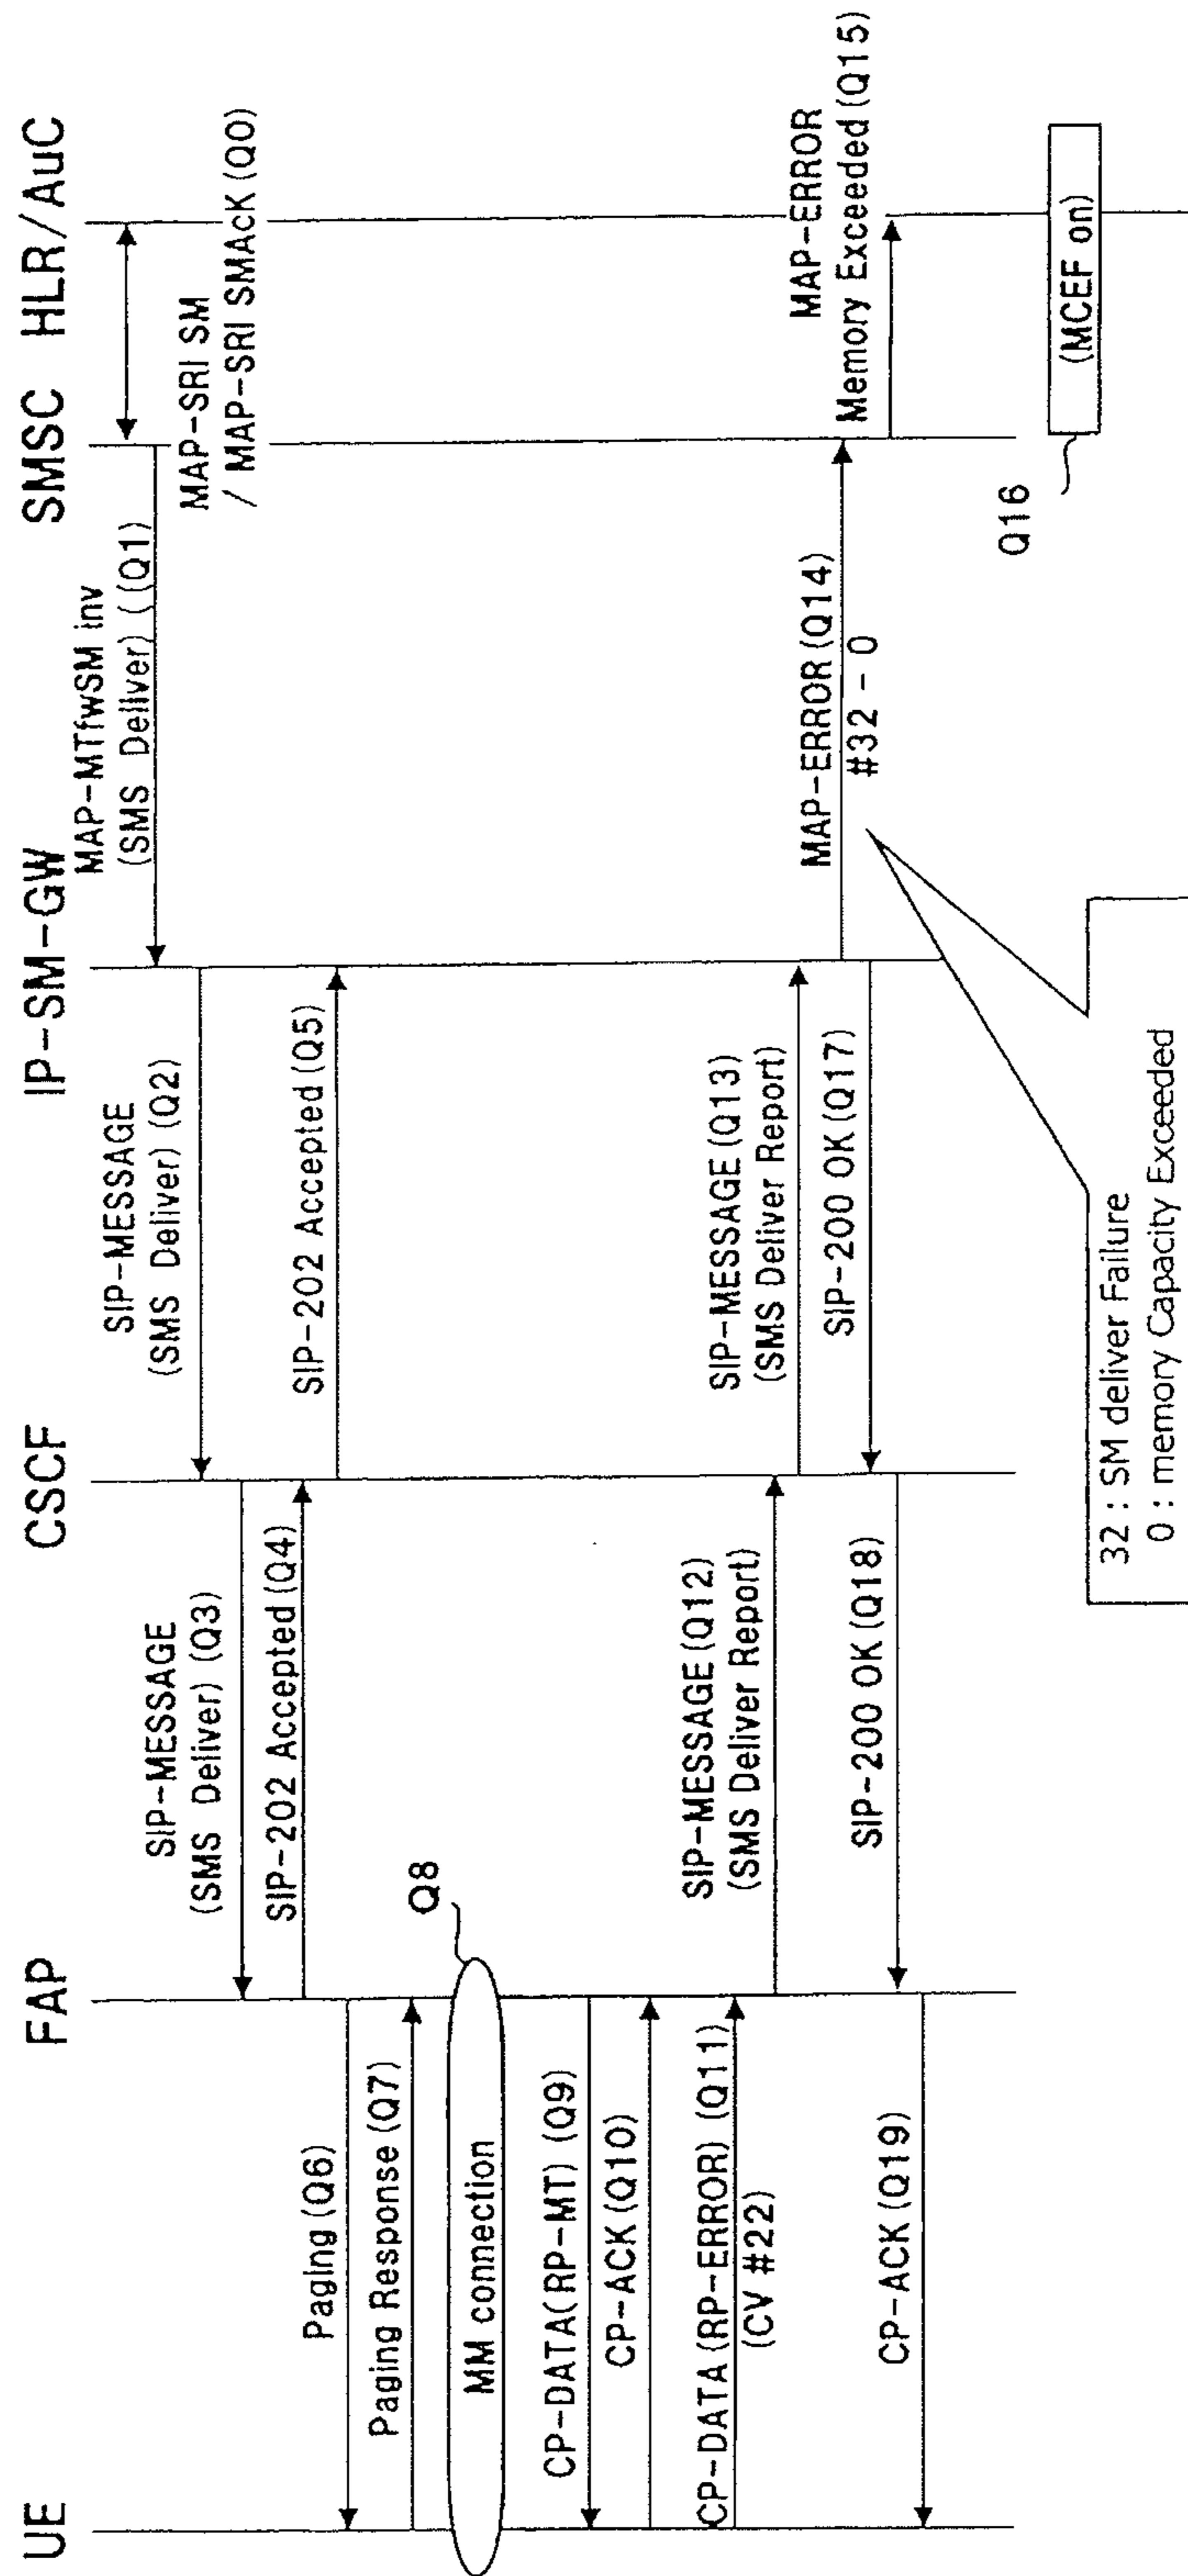 UE
FAP
CSCF
IP-SM-GW
SMSC
HLR/AuC
MAP-SRI SM
/ MAP-SRI SMAcK (Q0)
MAP-MTfwSM inv
(SMS Deliver) ((Q1)
SIP-MESSAGE
(SMS Deliver) (Q2)
SIP-MESSAGE
(SMS Deliver) (Q3)
SIP-202 Accepted (Q4)
SIP-202 Accepted (Q5)
Paging (Q6)
Paging Response (Q7)
Q8
MM connection
CP-DATA(RP-MT) (Q9)
CP-ACK (Q10)
CP-DATA (RP-ERROR) (Q11)
(CV #22)
SIP-MESSAGE (Q12)
(SMS Deliver Report)
SIP-MESSAGE (Q13)
(SMS Deliver Report)
MAP-ERROR (Q14)
#32 - 0
MAP-ERROR
Memory Exceeded (Q15)
Q16
(MCEF on)
SIP-200 OK (Q17)
SIP-200 OK (Q18)
CP-ACK (Q19)
32 : SM deliver Failure
0 : memory Capacity Exceeded